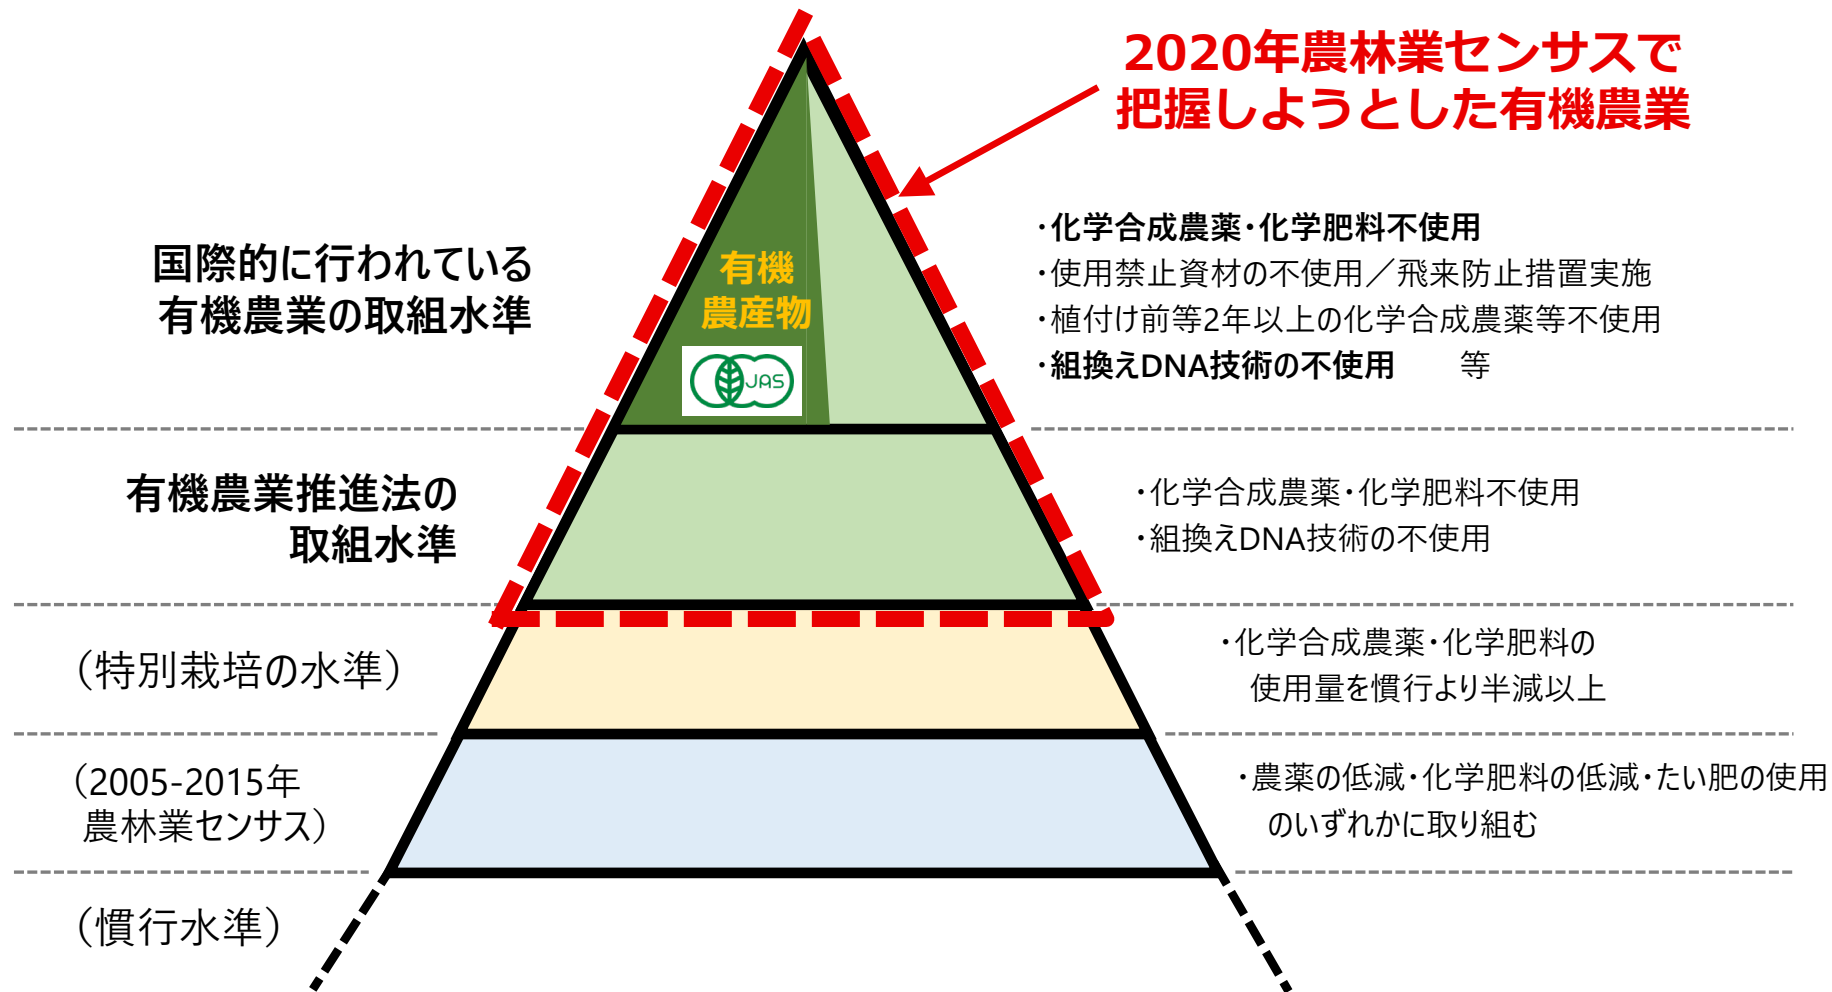 2020年農林業センサスで
把握しようとした有機農業
国際的に行われている
有機農業の取組水準
有機
農産物
JAS
・化学合成農薬・化学肥料不使用
・使用禁止資材の不使用／飛来防止措置実施
・植付け前等2年以上の化学合成農薬等不使用
・組換えDNA技術の不使用　　等
有機農業推進法の
取組水準
・化学合成農薬・化学肥料不使用
・組換えDNA技術の不使用
（特別栽培の水準）
・化学合成農薬・化学肥料の
使用量を慣行より半減以上
（2005-2015年
農林業センサス）
・農薬の低減・化学肥料の低減・たい肥の使用
のいずれかに取り組む
（慣行水準）